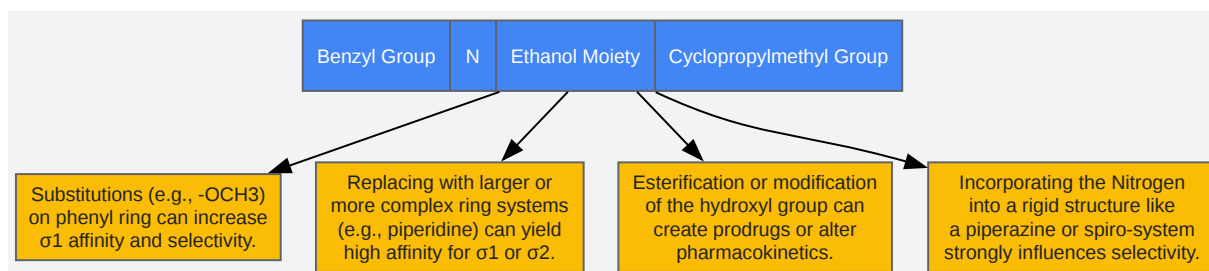 Benzyl Group
N
Ethanol Moiety
Cyclopropylmethyl Group
Substitutions (e.g., -OCH3)
on phenyl ring can increase
σ1 affinity and selectivity.
Replacing with larger or
more complex ring systems
(e.g., piperidine) can yield
high affinity for σ1 or σ2.
Esterification or modification
of the hydroxyl group can
create prodrugs or alter
pharmacokinetics.
Incorporating the Nitrogen
into a rigid structure like
a piperazine or spiro-system
strongly influences selectivity.